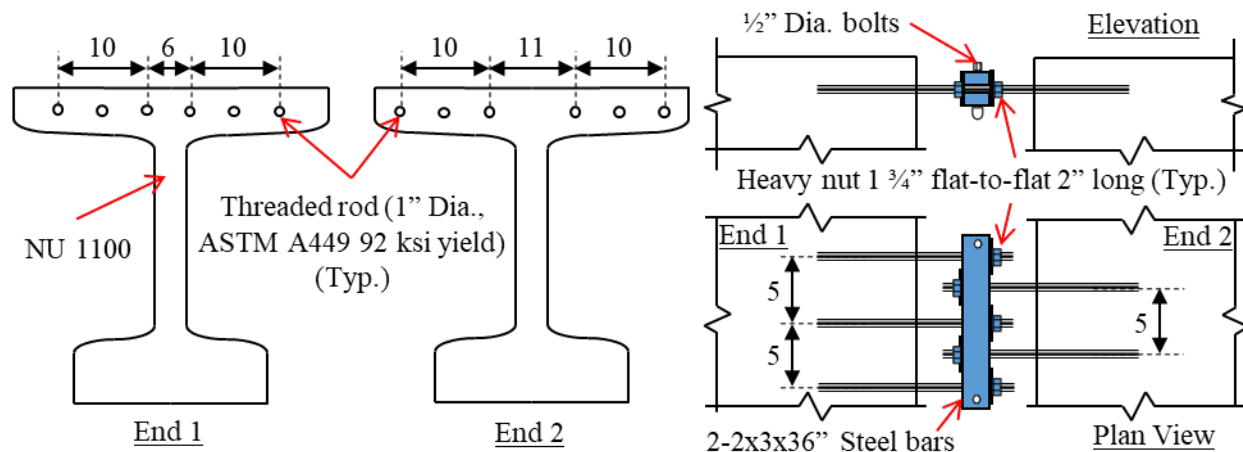 10 6 10
10 11 10
NU 1100
Threaded rod (1” Dia.,
ASTM A449 92 ksi yield)
(Typ.)
End 1
End 2
½” Dia. bolts
Elevation
Heavy nut 1 ¾” flat-to-flat 2” long (Typ.)
End 1
End 2
5
5
5
2-2x3x36” Steel bars
Plan View